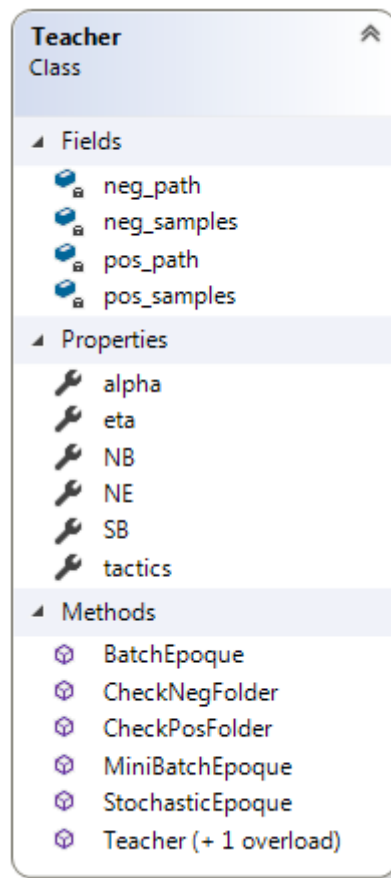 Teacher
Class
Fields
neg_path
neg_samples
pos_path
pos_samples
Properties
alpha
eta
NB
NE
SB
tactics
Methods
BatchEpoque
CheckNegFolder
CheckPosFolder
MiniBatchEpoque
StochasticEpoque
Teacher (+ 1 overload)